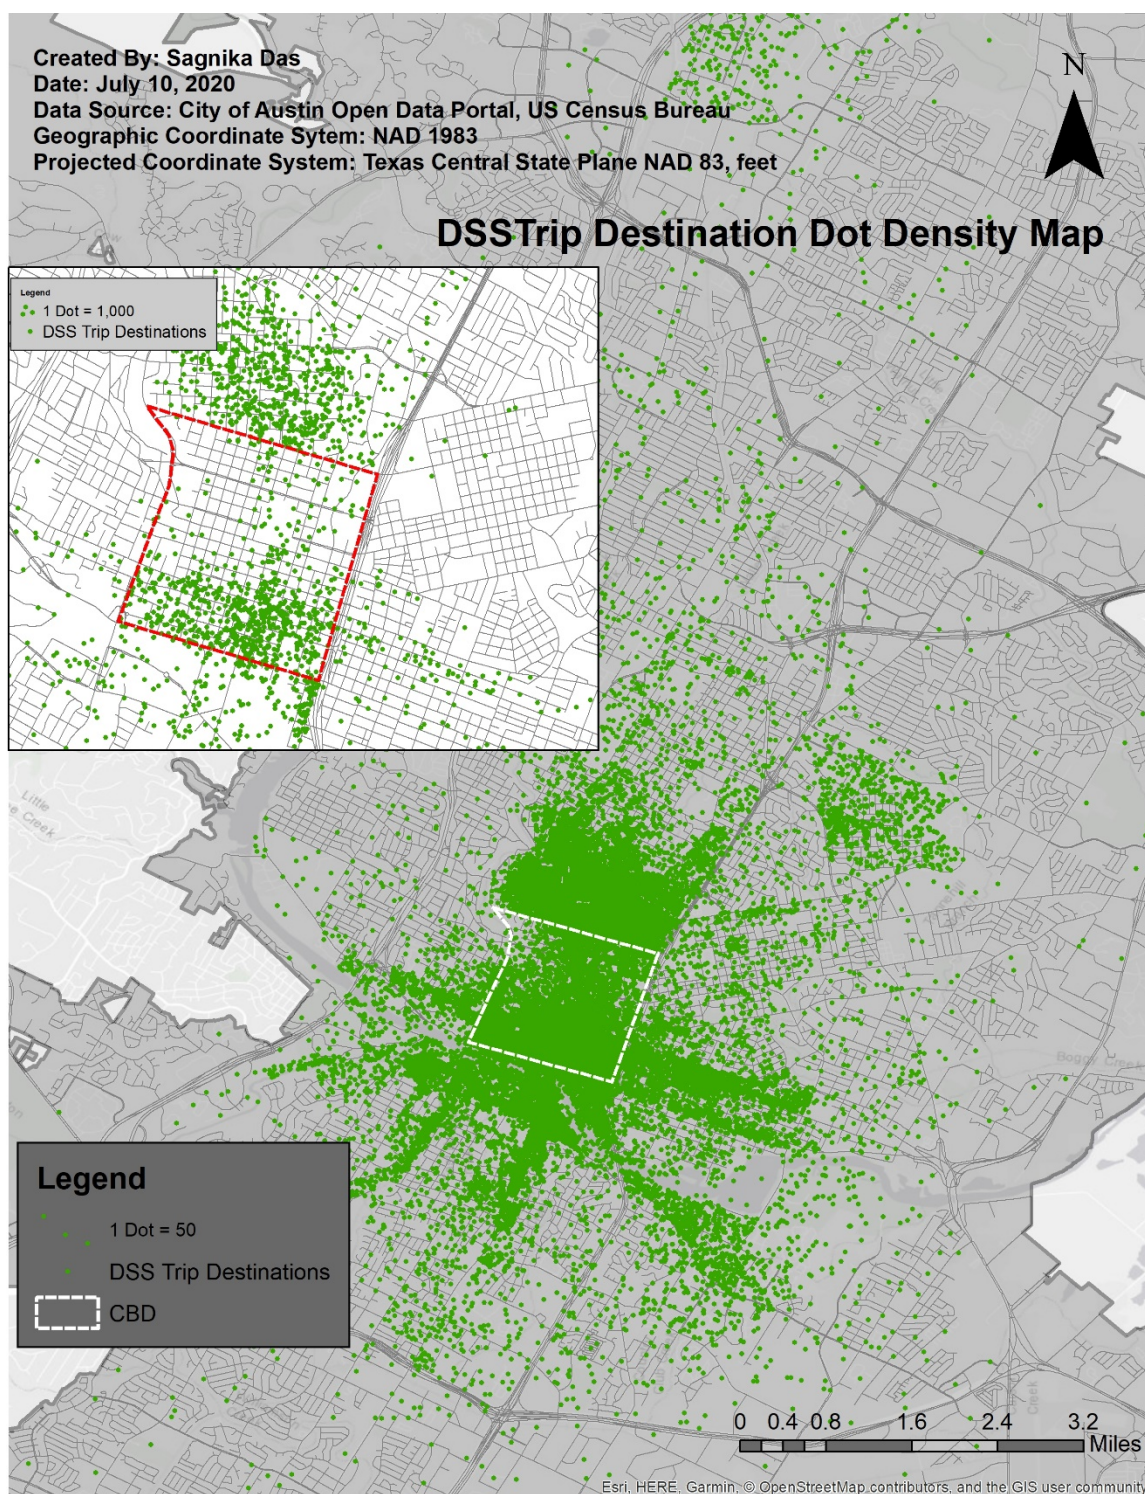 Created By: Sagnika Das
Date: July 10, 2020
Data Source: City of Austin Open Data Portal, US Census Bureau
Geographic Coordinate Sytem: NAD 1983
Projected Coordinate System: Texas Central State Plane NAD 83, feet
N
DSSTrip Destination Dot Density Map
Legend
1 Dot = 1,000
DSS Trip Destinations
Little
Creek
Boggy Creek
Legend
1 Dot = 50
DSS Trip Destinations
CBD
Creek
0 0.4 0.8 1.6 2.4 3.2
Miles
Esri, HERE, Garmin, © OpenStreetMap contributors, and the GIS user communit